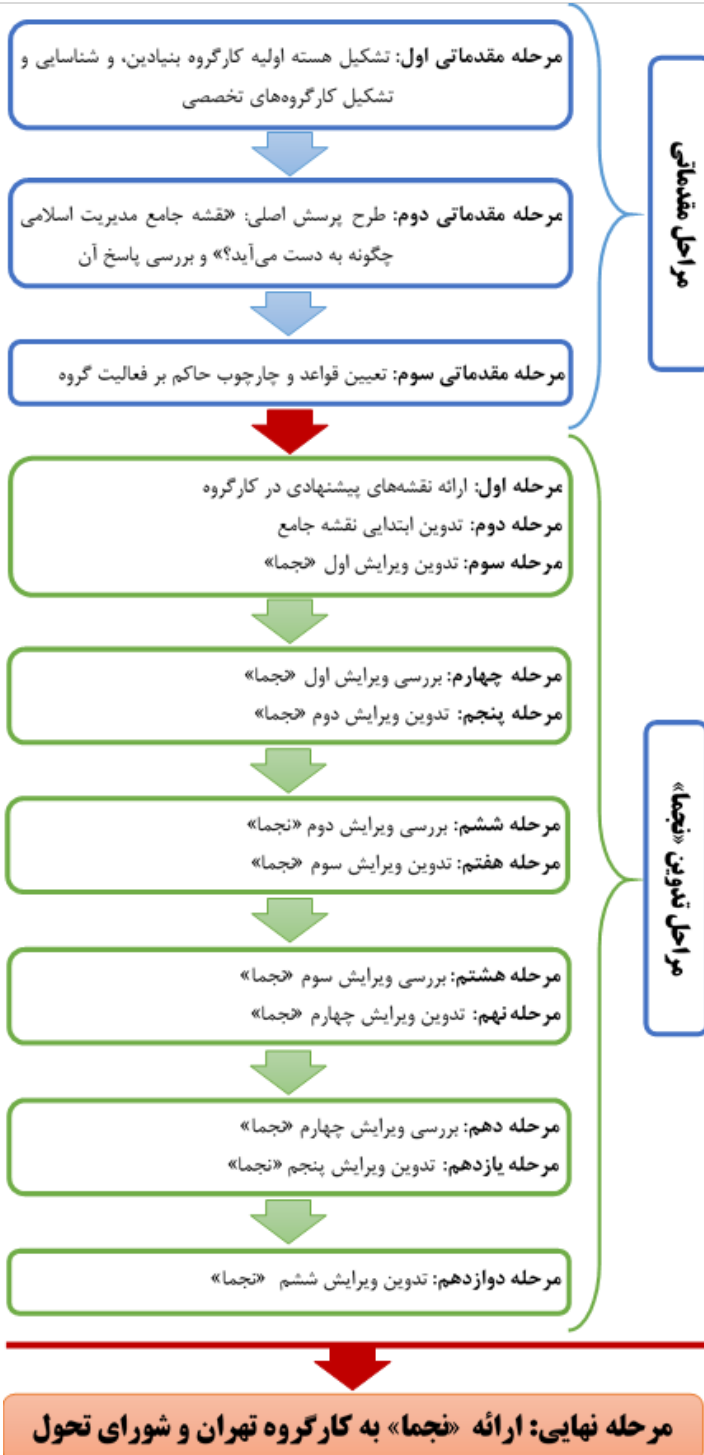 مراحل مقدماتی
مرحله مقدماتی اول: تشکیل هسته اولیه کارگروه بنیادین، و شناسایی و
تشکیل کارگروه‌های تخصصی
مرحله مقدماتی دوم: طرح پرسش اصلی: «نقشه جامع مدیریت اسلامی
چگونه به دست می‌آید؟» و بررسی پاسخ آن
مرحله مقدماتی سوم: تعیین قواعد و چارچوب حاکم بر فعالیت گروه
مراحل تدوین «نجما»
مرحله اول: ارائه نقشه‌های پیشنهادی در کارگروه
مرحله دوم: تدوین ابتدایی نقشه جامع
مرحله سوم: تدوین ویرایش اول «نجما»
مرحله چهارم: بررسی ویرایش اول «نجما»
مرحله پنجم: تدوین ویرایش دوم «نجما»
مرحله ششم: بررسی ویرایش دوم «نجما»
مرحله هفتم: تدوین ویرایش سوم «نجما»
مرحله هشتم: بررسی ویرایش سوم «نجما»
مرحله نهم: تدوین ویرایش چهارم «نجما»
مرحله دهم: بررسی ویرایش چهارم «نجما»
مرحله یازدهم: تدوین ویرایش پنجم «نجما»
مرحله دوازدهم: تدوین ویرایش ششم «نجما»
مرحله نهایی: ارائه «نجما» به کارگروه تهران و شورای تحول